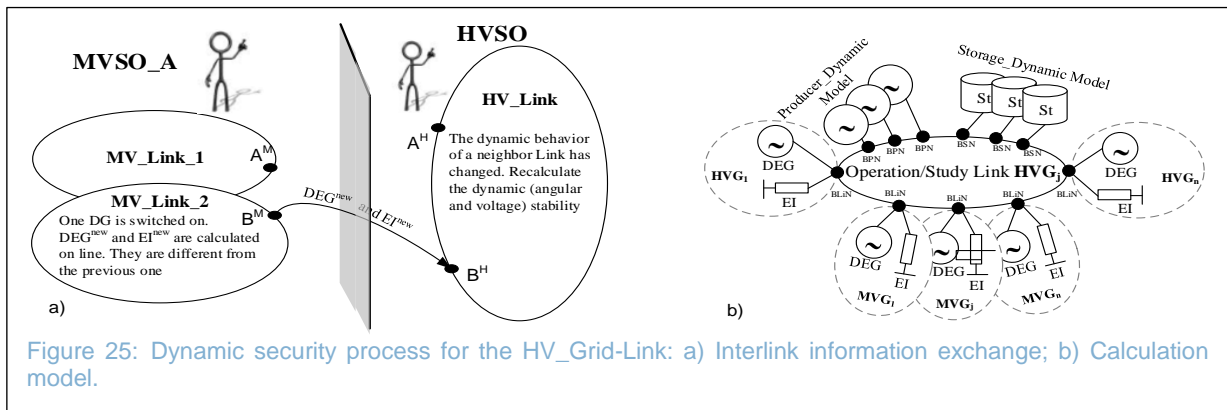 MVSO_A
HVSO
MV_Link_1
A^M
MV_Link_2
B^M
One DG is switched on.
DEG^new and EI^new are calculated
on line. They are different from
the previous one
a)
DEG^new and EI^new
HV_Link
A^H
The dynamic behavior
of a neighbor Link has
changed. Recalculate
the dynamic (angular
and voltage) stability
B^H
Producer_Dynamic
Model
Storage_Dynamic Model
St
St
St
~
~
~
BPN
BPN
BPN
BSN
BSN
BSN
~
DEG
EI
HVG1
BLiN
Operation/Study Link HVGj
BLiN
~
DEG
EI
HVGn
BLiN
BLiN
BLiN
~
DEG
EI
MVG1
~
DEG
EI
MVGj
~
DEG
EI
MVGn
b)
Figure 25: Dynamic security process for the HV_Grid-Link: a) Interlink information exchange; b) Calculation
model.